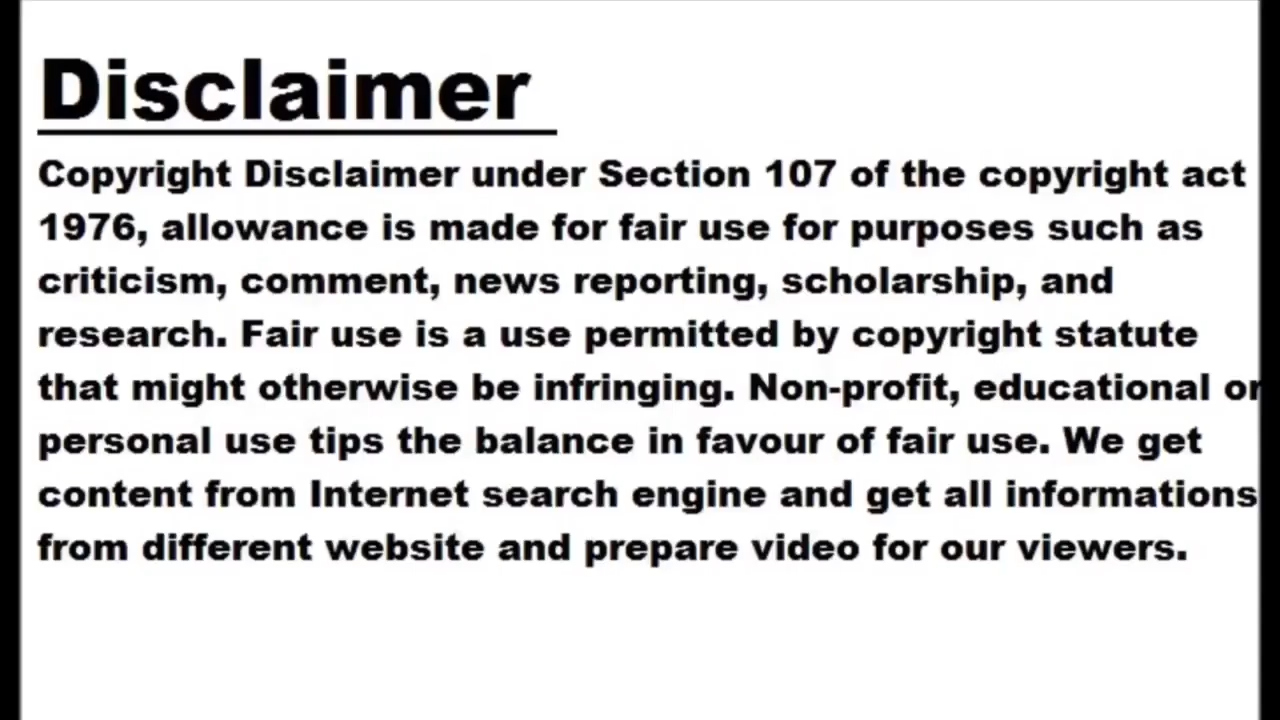 Disclaimer
Copyright Disclaimer under Section 107 of the copyright act
1976, allowance is made for fair use for purposes such as
criticism, comment, news reporting, scholarship, and
research. Fair use is a use permitted by copyright statute
that might otherwise be infringing. Non-profit, educational or
personal use tips the balance in favour of fair use. We get
content from Internet search engine and get all informations
from different website and prepare video for our viewers.